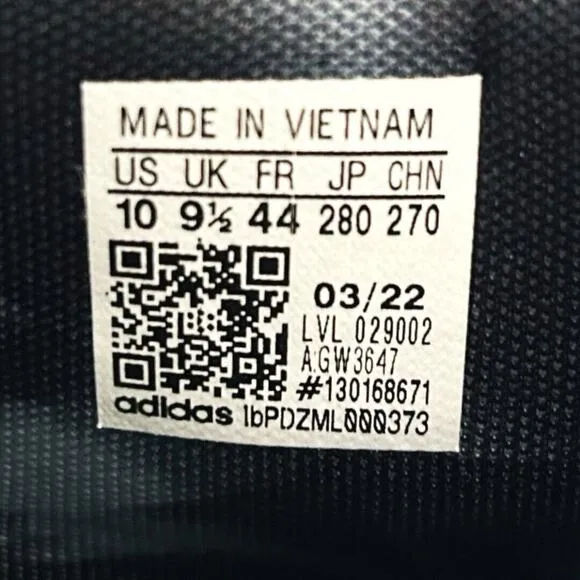 MADE IN VIETNAM
US UK FR JP CHN
10 9½ 44 280 270
03/22
LVL 029002
A.GW3647
#130168671
adidas 1bPDZML000373